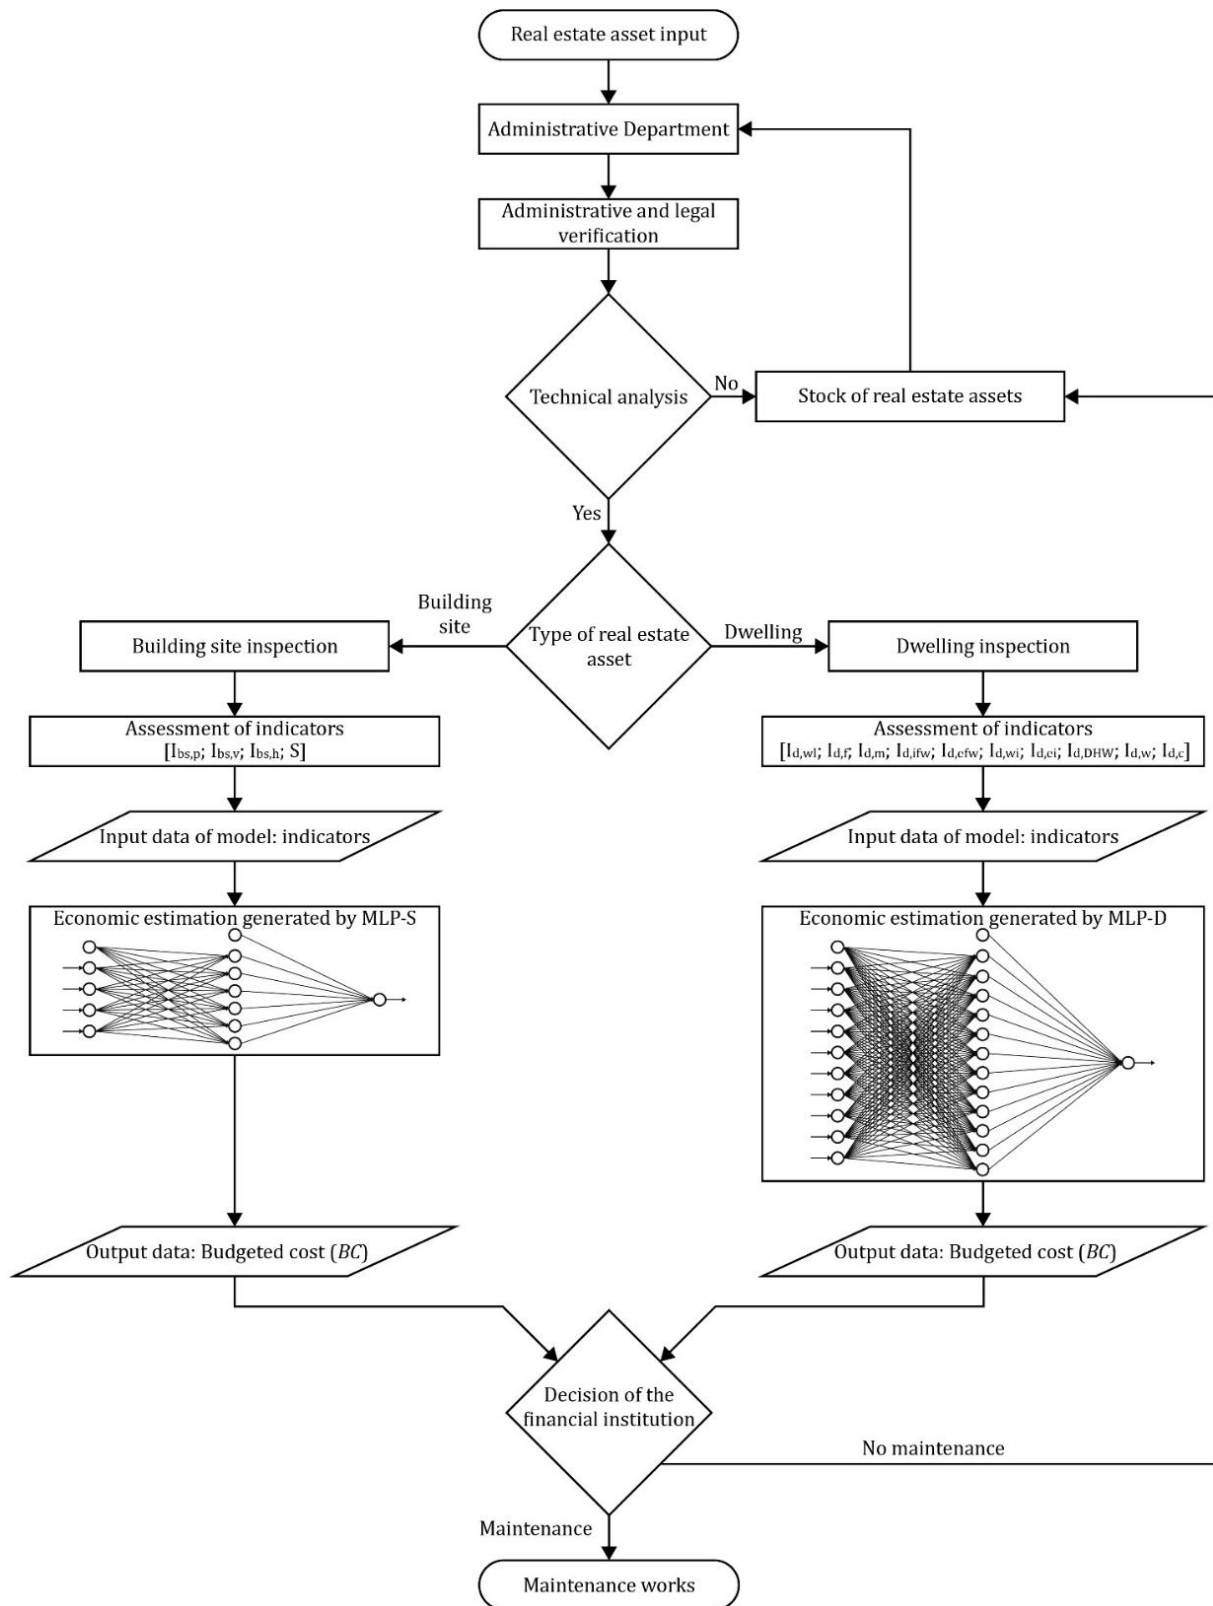 Real estate asset input
Administrative Department
Administrative and legal
verification
Technical analysis
No
Stock of real estate assets
Yes
Building
site
Type of real estate
asset
Dwelling
Building site inspection
Dwelling inspection
Assessment of indicators
[Ibs,p; Ibs,v; Ibs,h; S]
Assessment of indicators
[Id,wl; Id,f; Id,m; Id,ifw; Id,efw; Id,wi; Id,ei; Id,DHW; Id,w; Id,c]
Input data of model: indicators
Input data of model: indicators
Economic estimation generated by MLP-S
Economic estimation generated by MLP-D
Output data: Budgeted cost (BC)
Output data: Budgeted cost (BC)
Decision of the
financial institution
No maintenance
Maintenance
Maintenance works